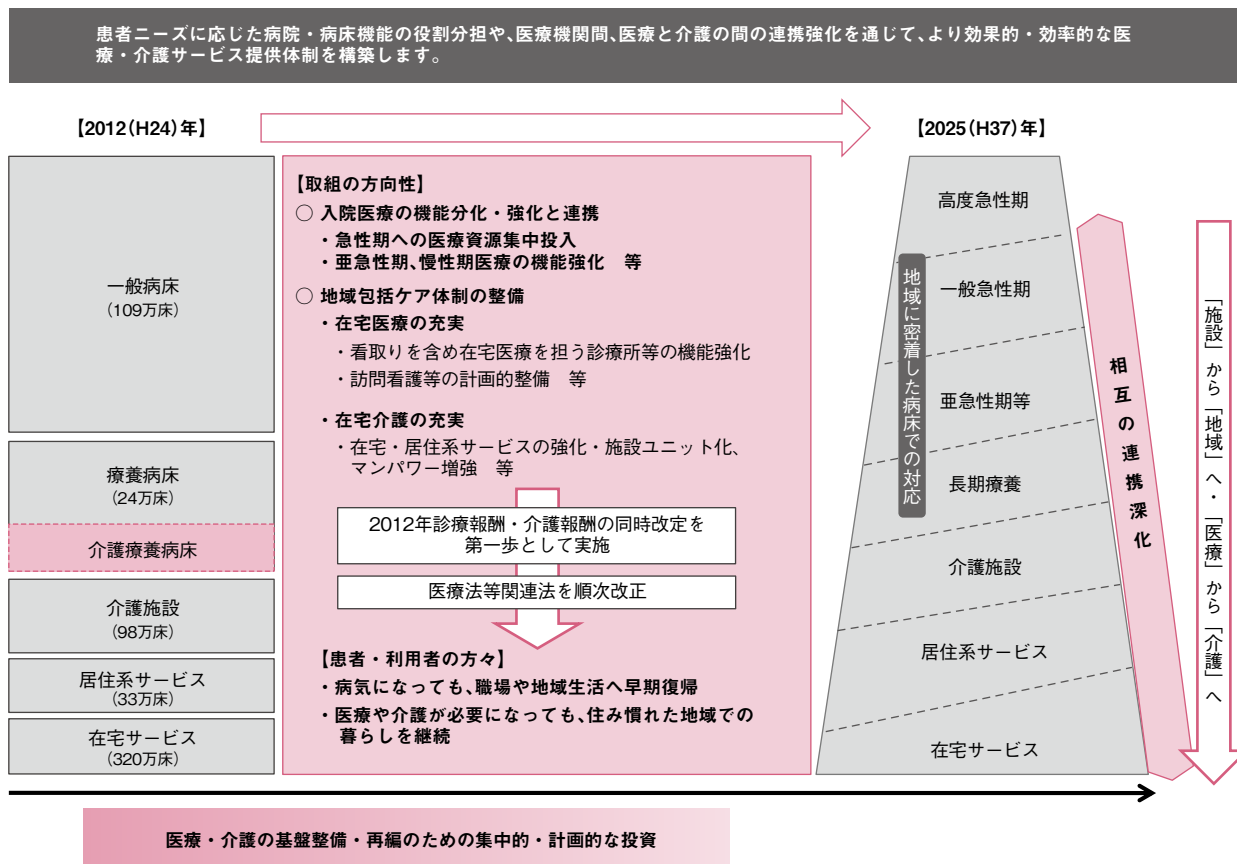 患者ニーズに応じた病院・病床機能の役割分担や、医療機関間、医療と介護の間の連携強化を通じて、より効果的・効率的な医
療・介護サービス提供体制を構築します。
【2012(H24)年】
【2025(H37)年】
一般病床
(109万床)
療養病床
(24万床)
介護療養病床
介護施設
(98万床)
居住系サービス
(33万床)
在宅サービス
(320万床)
【取組の方向性】
○ 入院医療の機能分化・強化と連携
・急性期への医療資源集中投入
・亜急性期、慢性期医療の機能強化　等
○ 地域包括ケア体制の整備
・在宅医療の充実
・看取りを含め在宅医療を担う診療所等の機能強化
・訪問看護等の計画的整備　等
・在宅介護の充実
・在宅・居住系サービスの強化・施設ユニット化、
マンパワー増強　等
2012年診療報酬・介護報酬の同時改定を
第一歩として実施
医療法等関連法を順次改正
【患者・利用者の方々】
・病気になっても、職場や地域生活へ早期復帰
・医療や介護が必要になっても、住み慣れた地域での
暮らしを継続
高度急性期
一般急性期
亜急性期等
長期療養
介護施設
居住系サービス
在宅サービス
地域に密着した病床での対応
相互の連携深化
「施設」から「地域」へ・「医療」から「介護」へ
医療・介護の基盤整備・再編のための集中的・計画的な投資